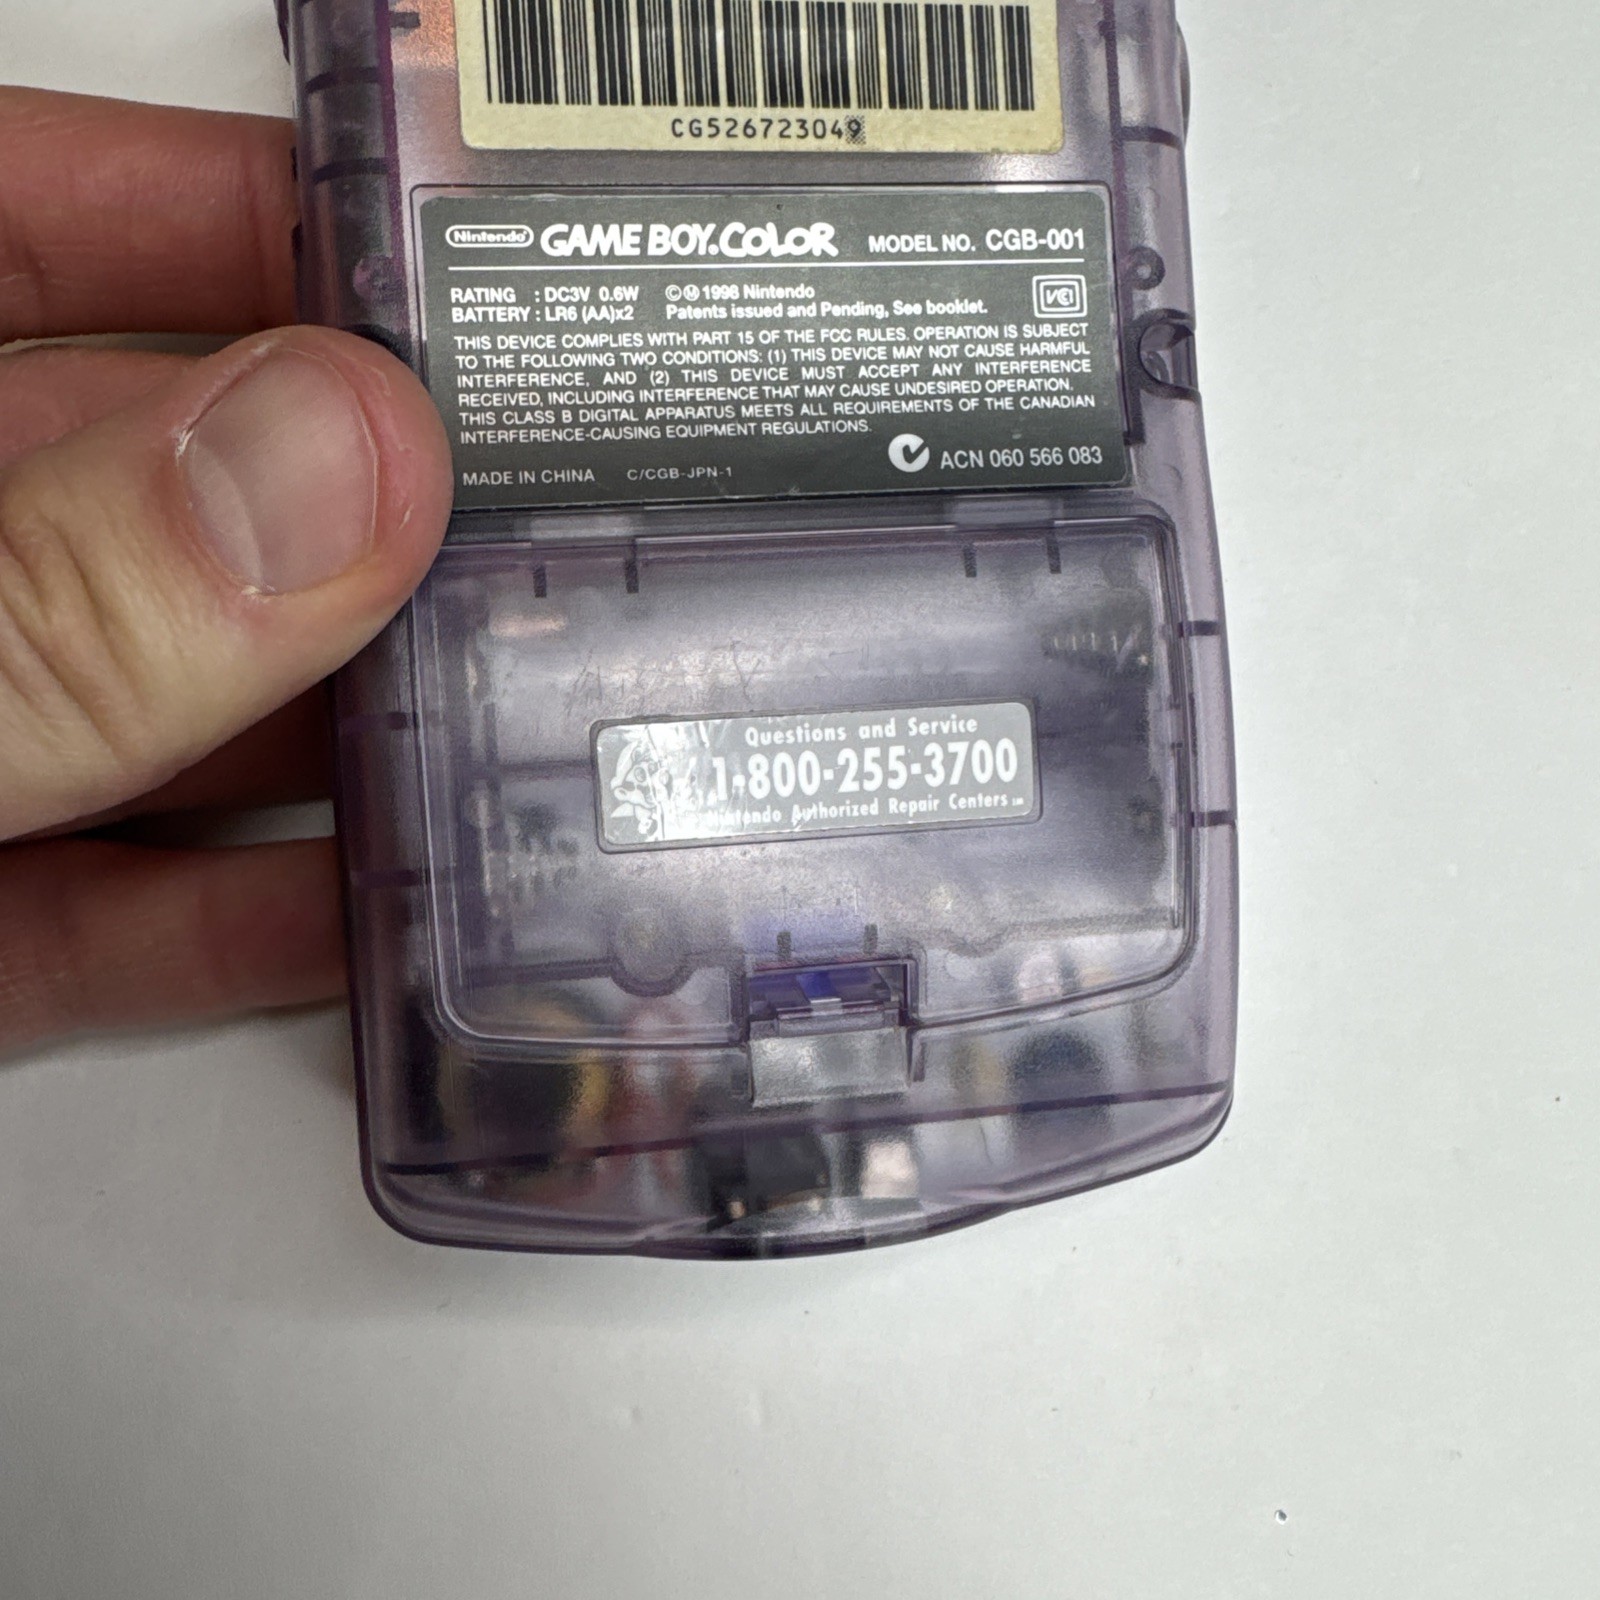 CG526723049
Nintendo GAME BOY COLOR MODEL NO. CGB-001
RATING : DC3V 0.6W ©Ⓜ1998 Nintendo
BATTERY : LR6 (AA)x2 Patents issued and Pending, See booklet.
VCI
THIS DEVICE COMPLIES WITH PART 15 OF THE FCC RULES. OPERATION IS SUBJECT
TO THE FOLLOWING TWO CONDITIONS: (1) THIS DEVICE MAY NOT CAUSE HARMFUL
INTERFERENCE, AND (2) THIS DEVICE MUST ACCEPT ANY INTERFERENCE
RECEIVED, INCLUDING INTERFERENCE THAT MAY CAUSE UNDESIRED OPERATION.
THIS CLASS B DIGITAL APPARATUS MEETS ALL REQUIREMENTS OF THE CANADIAN
INTERFERENCE-CAUSING EQUIPMENT REGULATIONS.
MADE IN CHINA C/CGB-JPN-1 ACN 060 566 083
Questions and Service
1-800-255-3700
Nintendo Authorized Repair Centers